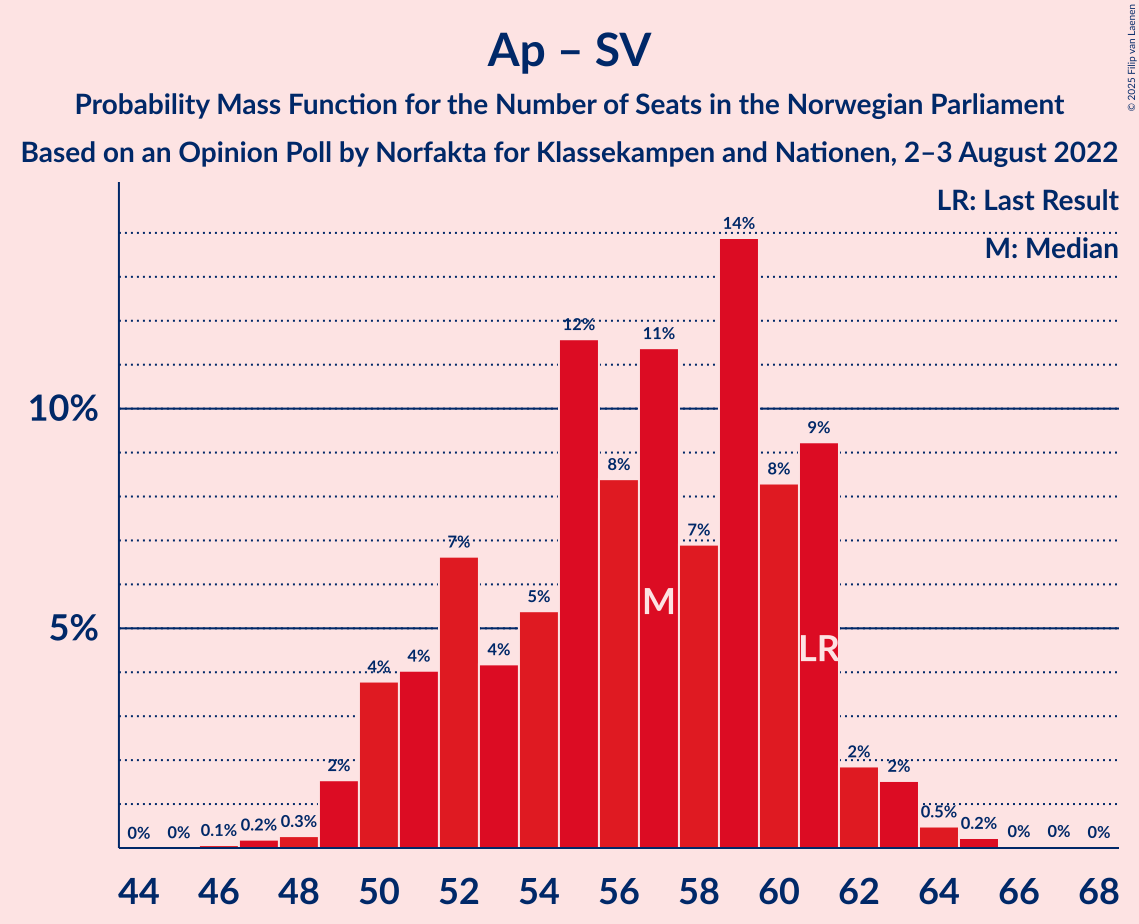 Ap – SV
Probability Mass Function for the Number of Seats in the Norwegian Parliament
Based on an Opinion Poll by Norfakta for Klassekampen and Nationen, 2–3 August 2022
© 2025 Filip van Laenen
LR: Last Result
M: Median
10%
5%
0% 0% 0.1% 0.2% 0.3% 2% 4% 4% 7% 4% 5% 12% 8% 11% 7% 14% 8% 9% 2% 2% 0.5% 0.2% 0% 0% 0%
M
LR
44 46 48 50 52 54 56 58 60 62 64 66 68